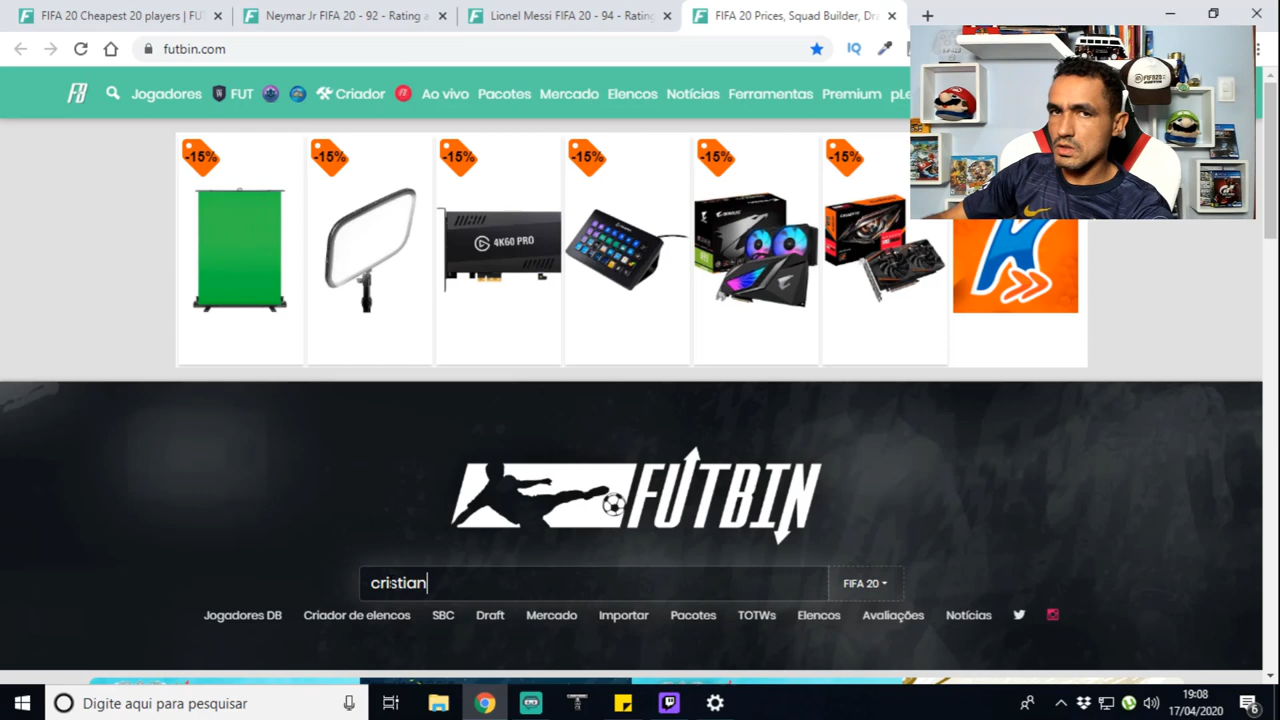 FIFA 20 Cheapest 20 players | FU
Neymar Jr FIFA 20 - 92 - Rating a
Lionel Messi FIFA 20 - 94 - Rating
FIFA 20 Prices, Squad Builder, Dra
futbin.com
IQ
FB Jogadores FUT Criador Ao vivo Pacotes Mercado Elencos Notícias Ferramentas Premium pLe
-15% -15% -15% -15% -15% -15%
4K60 PRO
FUTBIN
cristian
FIFA 20
Jogadores DB Criador de elencos SBC Draft Mercado Importar Pacotes TOTWs Elencos Avaliações Notícias
Digite aqui para pesquisar
19:08
17/04/2020
6